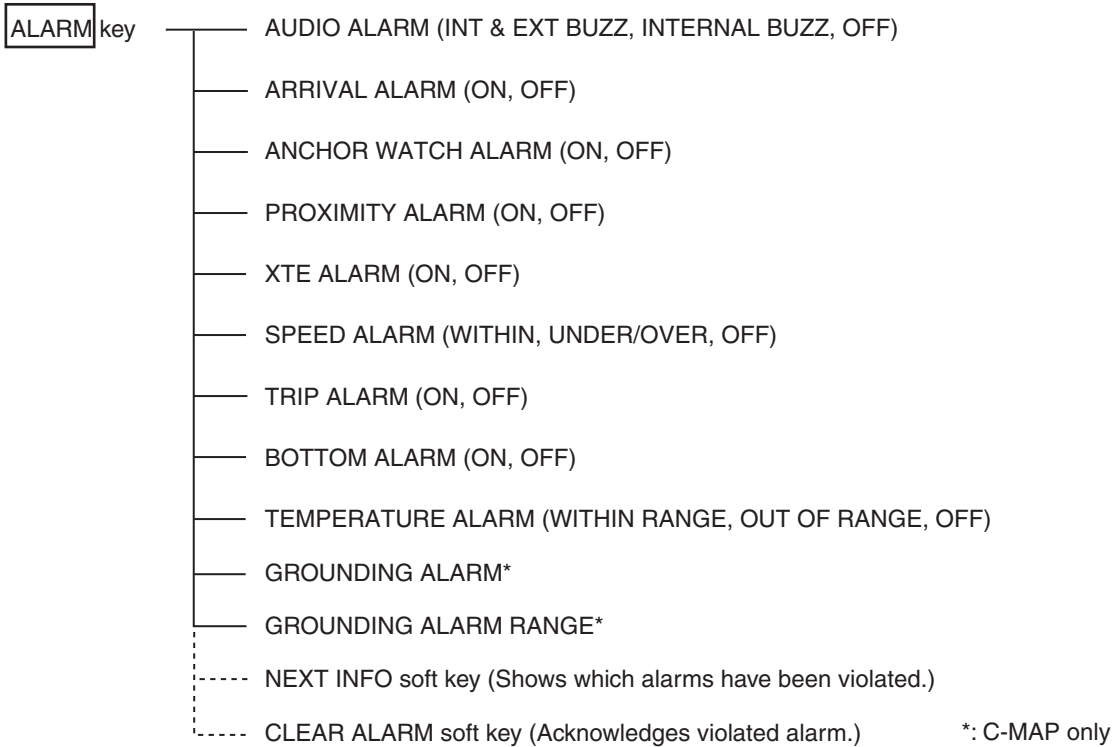 ALARM key AUDIO ALARM (INT & EXT BUZZ, INTERNAL BUZZ, OFF)
ARRIVAL ALARM (ON, OFF)
ANCHOR WATCH ALARM (ON, OFF)
PROXIMITY ALARM (ON, OFF)
XTE ALARM (ON, OFF)
SPEED ALARM (WITHIN, UNDER/OVER, OFF)
TRIP ALARM (ON, OFF)
BOTTOM ALARM (ON, OFF)
TEMPERATURE ALARM (WITHIN RANGE, OUT OF RANGE, OFF)
GROUNDING ALARM*
GROUNDING ALARM RANGE*
NEXT INFO soft key (Shows which alarms have been violated.)
CLEAR ALARM soft key (Acknowledges violated alarm.) *: C-MAP only